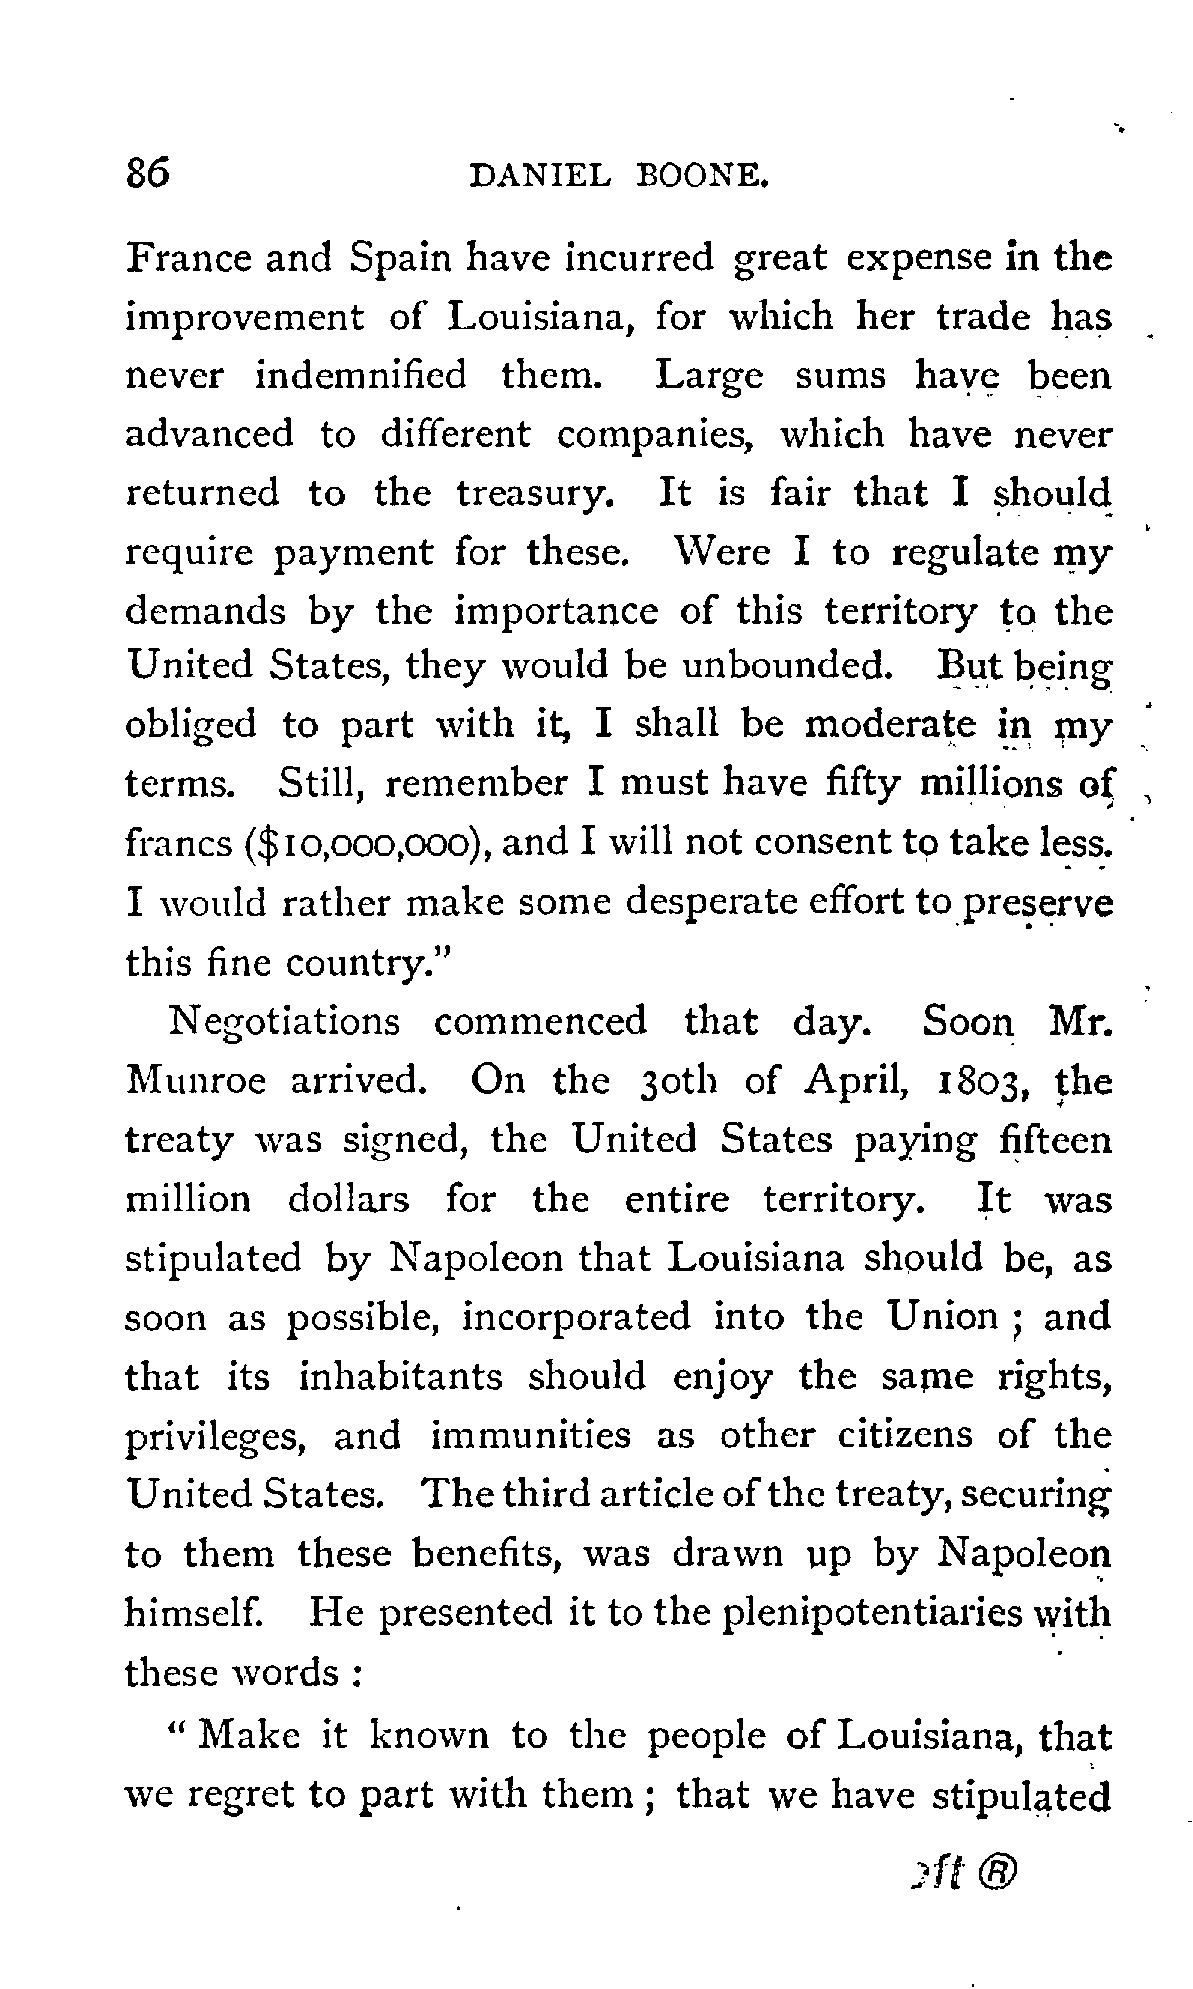 86 DANIEL BOONE.
France and Spain have incurred great expense in the
improvement of Louisiana, for which her trade has
never indemnified them. Large sums have been
advanced to different companies, which have never
returned to the treasury. It is fair that I should
require payment for these. Were I to regulate my
demands by the importance of this territory to the
United States, they would be unbounded. But being
obliged to part with it, I shall be moderate in my
terms. Still, remember I must have fifty millions of
francs ($10,000,000), and I will not consent to take less.
I would rather make some desperate effort to preserve
this fine country."
Negotiations commenced that day. Soon Mr.
Munroe arrived. On the 30th of April, 1803, the
treaty was signed, the United States paying fifteen
million dollars for the entire territory. It was
stipulated by Napoleon that Louisiana should be, as
soon as possible, incorporated into the Union ; and
that its inhabitants should enjoy the same rights,
privileges, and immunities as other citizens of the
United States. The third article of the treaty, securing
to them these benefits, was drawn up by Napoleon
himself. He presented it to the plenipotentiaries with
these words :
" Make it known to the people of Louisiana, that
we regret to part with them ; that we have stipulated
®